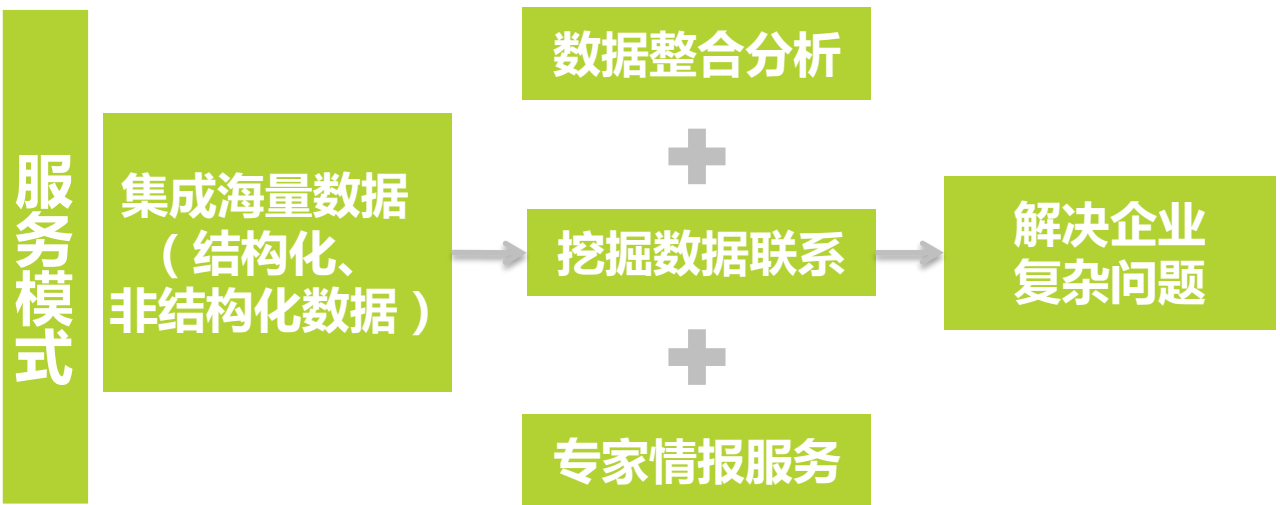 服务模式
集成海量数据
（结构化、
非结构化数据）
数据整合分析
挖掘数据联系
专家情报服务
解决企业
复杂问题